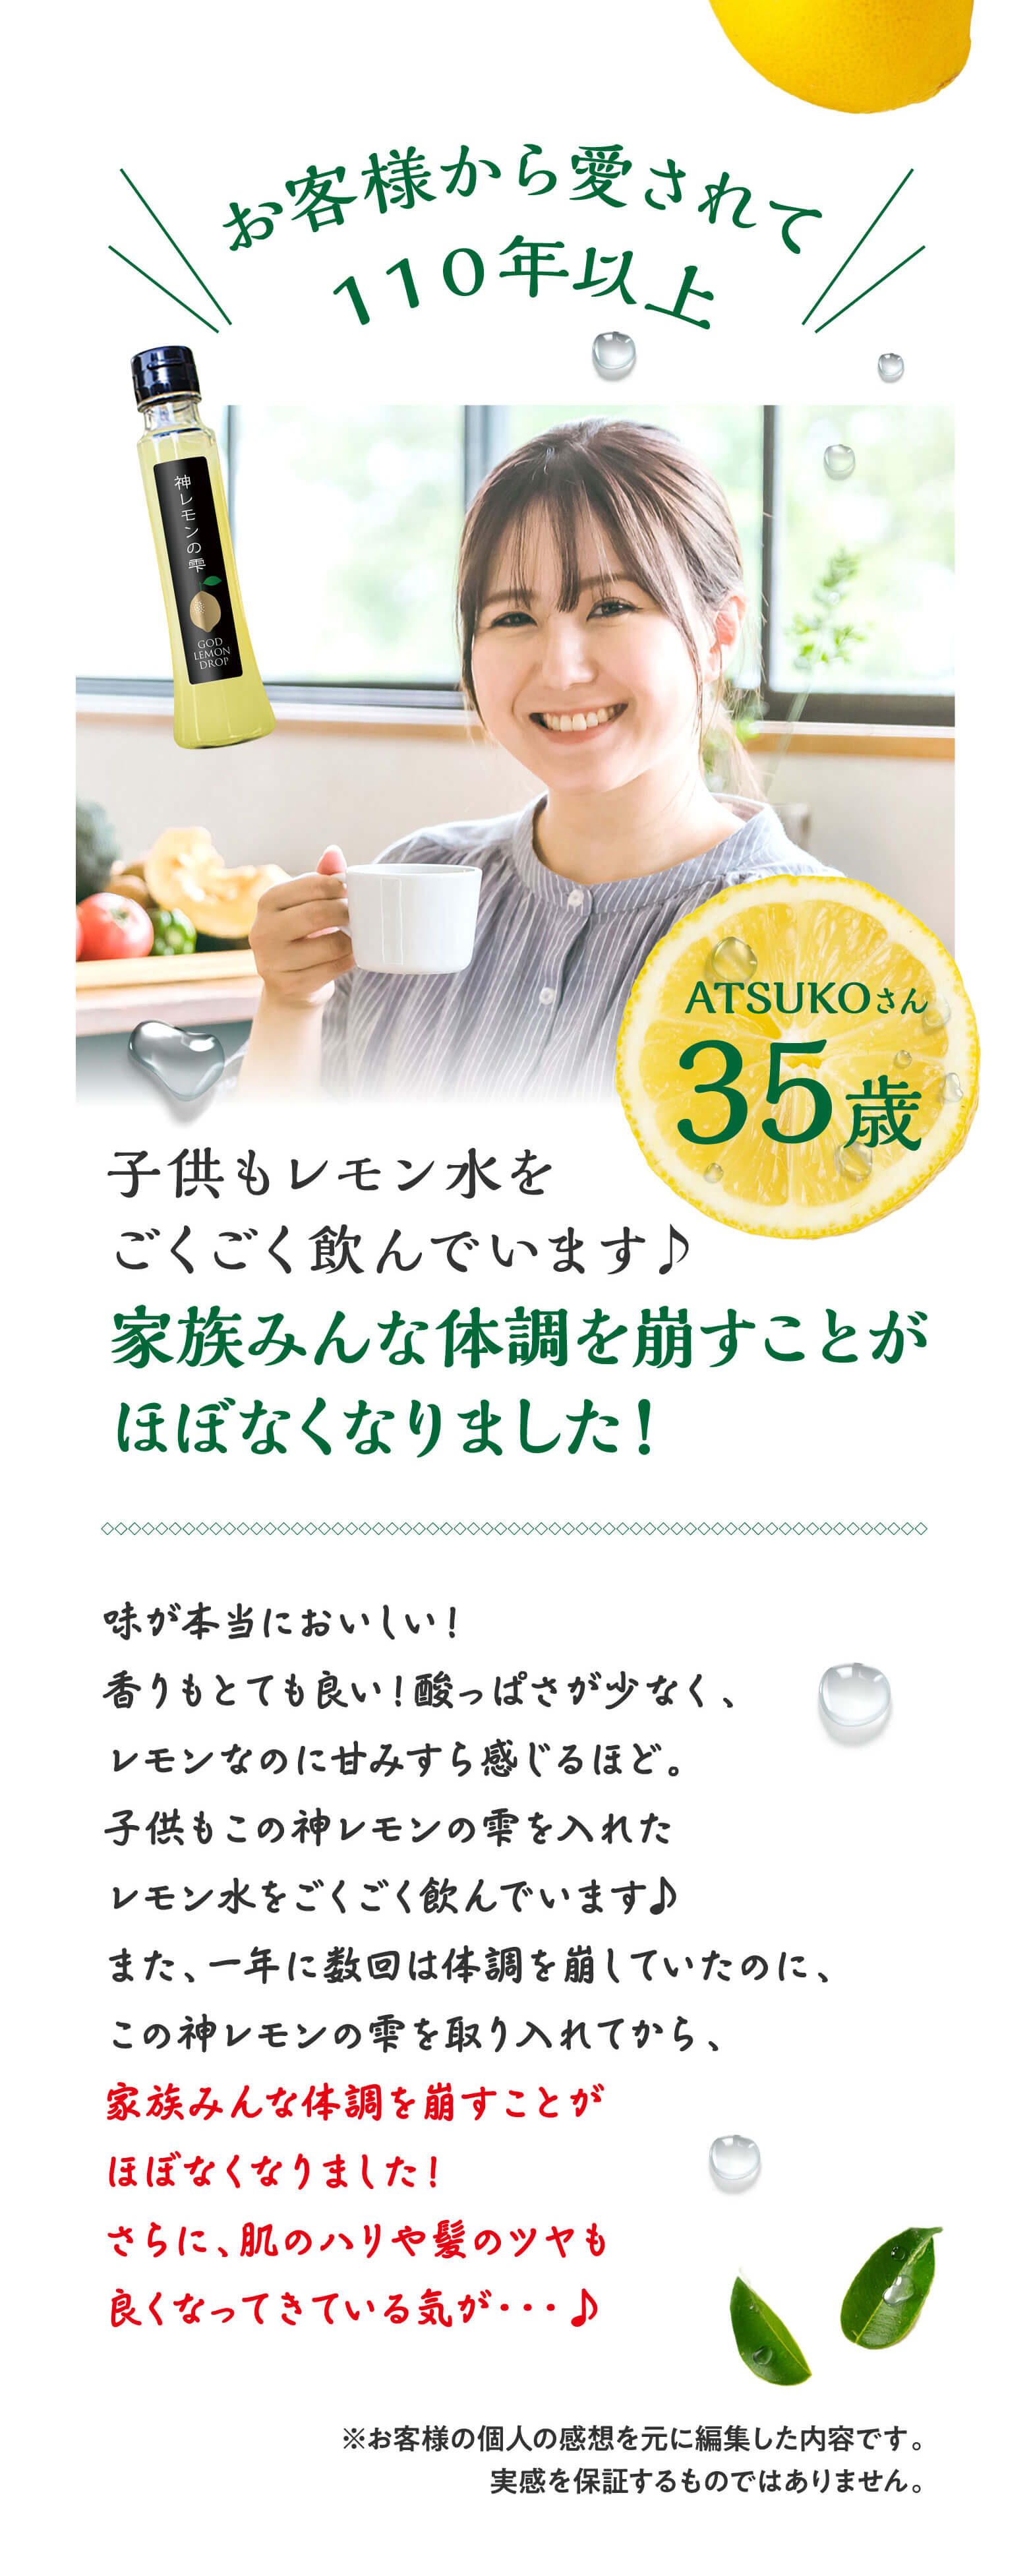 お客様から愛されて
110年以上
神レモンの雫
GOD
LEMON
DROP
ATSUKOさん
35歳
子供もレモン水を
ごくごく飲んでいます♪
家族みんな体調を崩すことが
ほぼなくなりました!
味が本当においしい!
香りもとても良い!酸っぱさが少なく、
レモンなのに甘みすら感じるほど。
子供もこの神レモンの雫を入れた
レモン水をごくごく飲んでいます♪
また、一年に数回は体調を崩していたのに、
この神レモンの雫を取り入れてから、
家族みんな体調を崩すことが
ほぼなくなりました!
さらに、肌のハリや髪のツヤも
良くなってきている気が・・・♪
※お客様の個人の感想を元に編集した内容です。
実感を保証するものではありません。